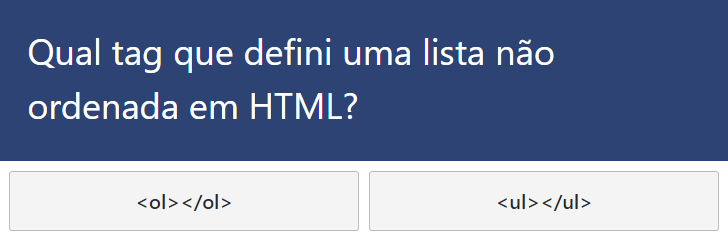 Qual tag que defini uma lista não
ordenada em HTML?
<ol></ol>
<ul></ul>